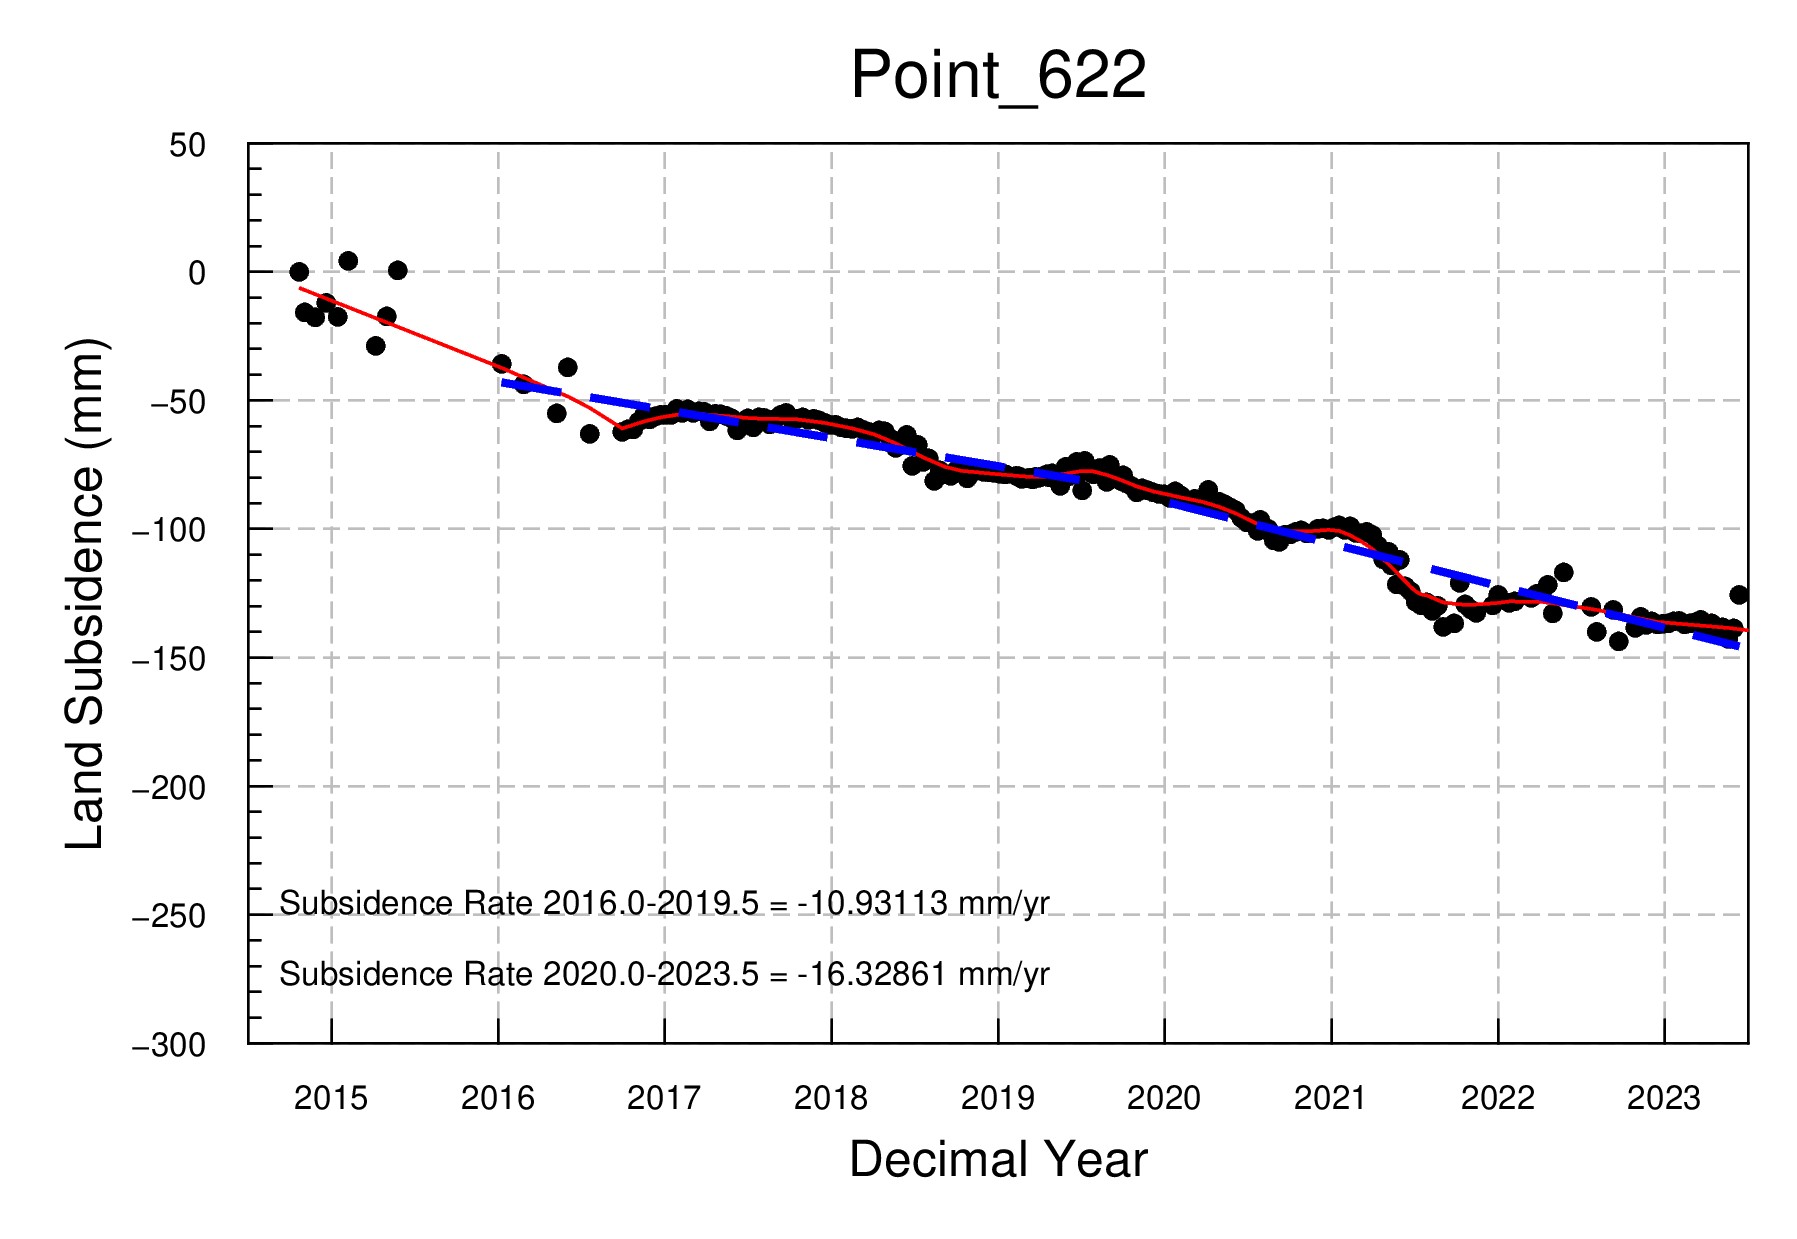 Point_622
50
0
−50
−100
−150
−200
−250
−300
Land Subsidence (mm)
Subsidence Rate 2016.0-2019.5 = -10.93113 mm/yr
Subsidence Rate 2020.0-2023.5 = -16.32861 mm/yr
2015 2016 2017 2018 2019 2020 2021 2022 2023
Decimal Year